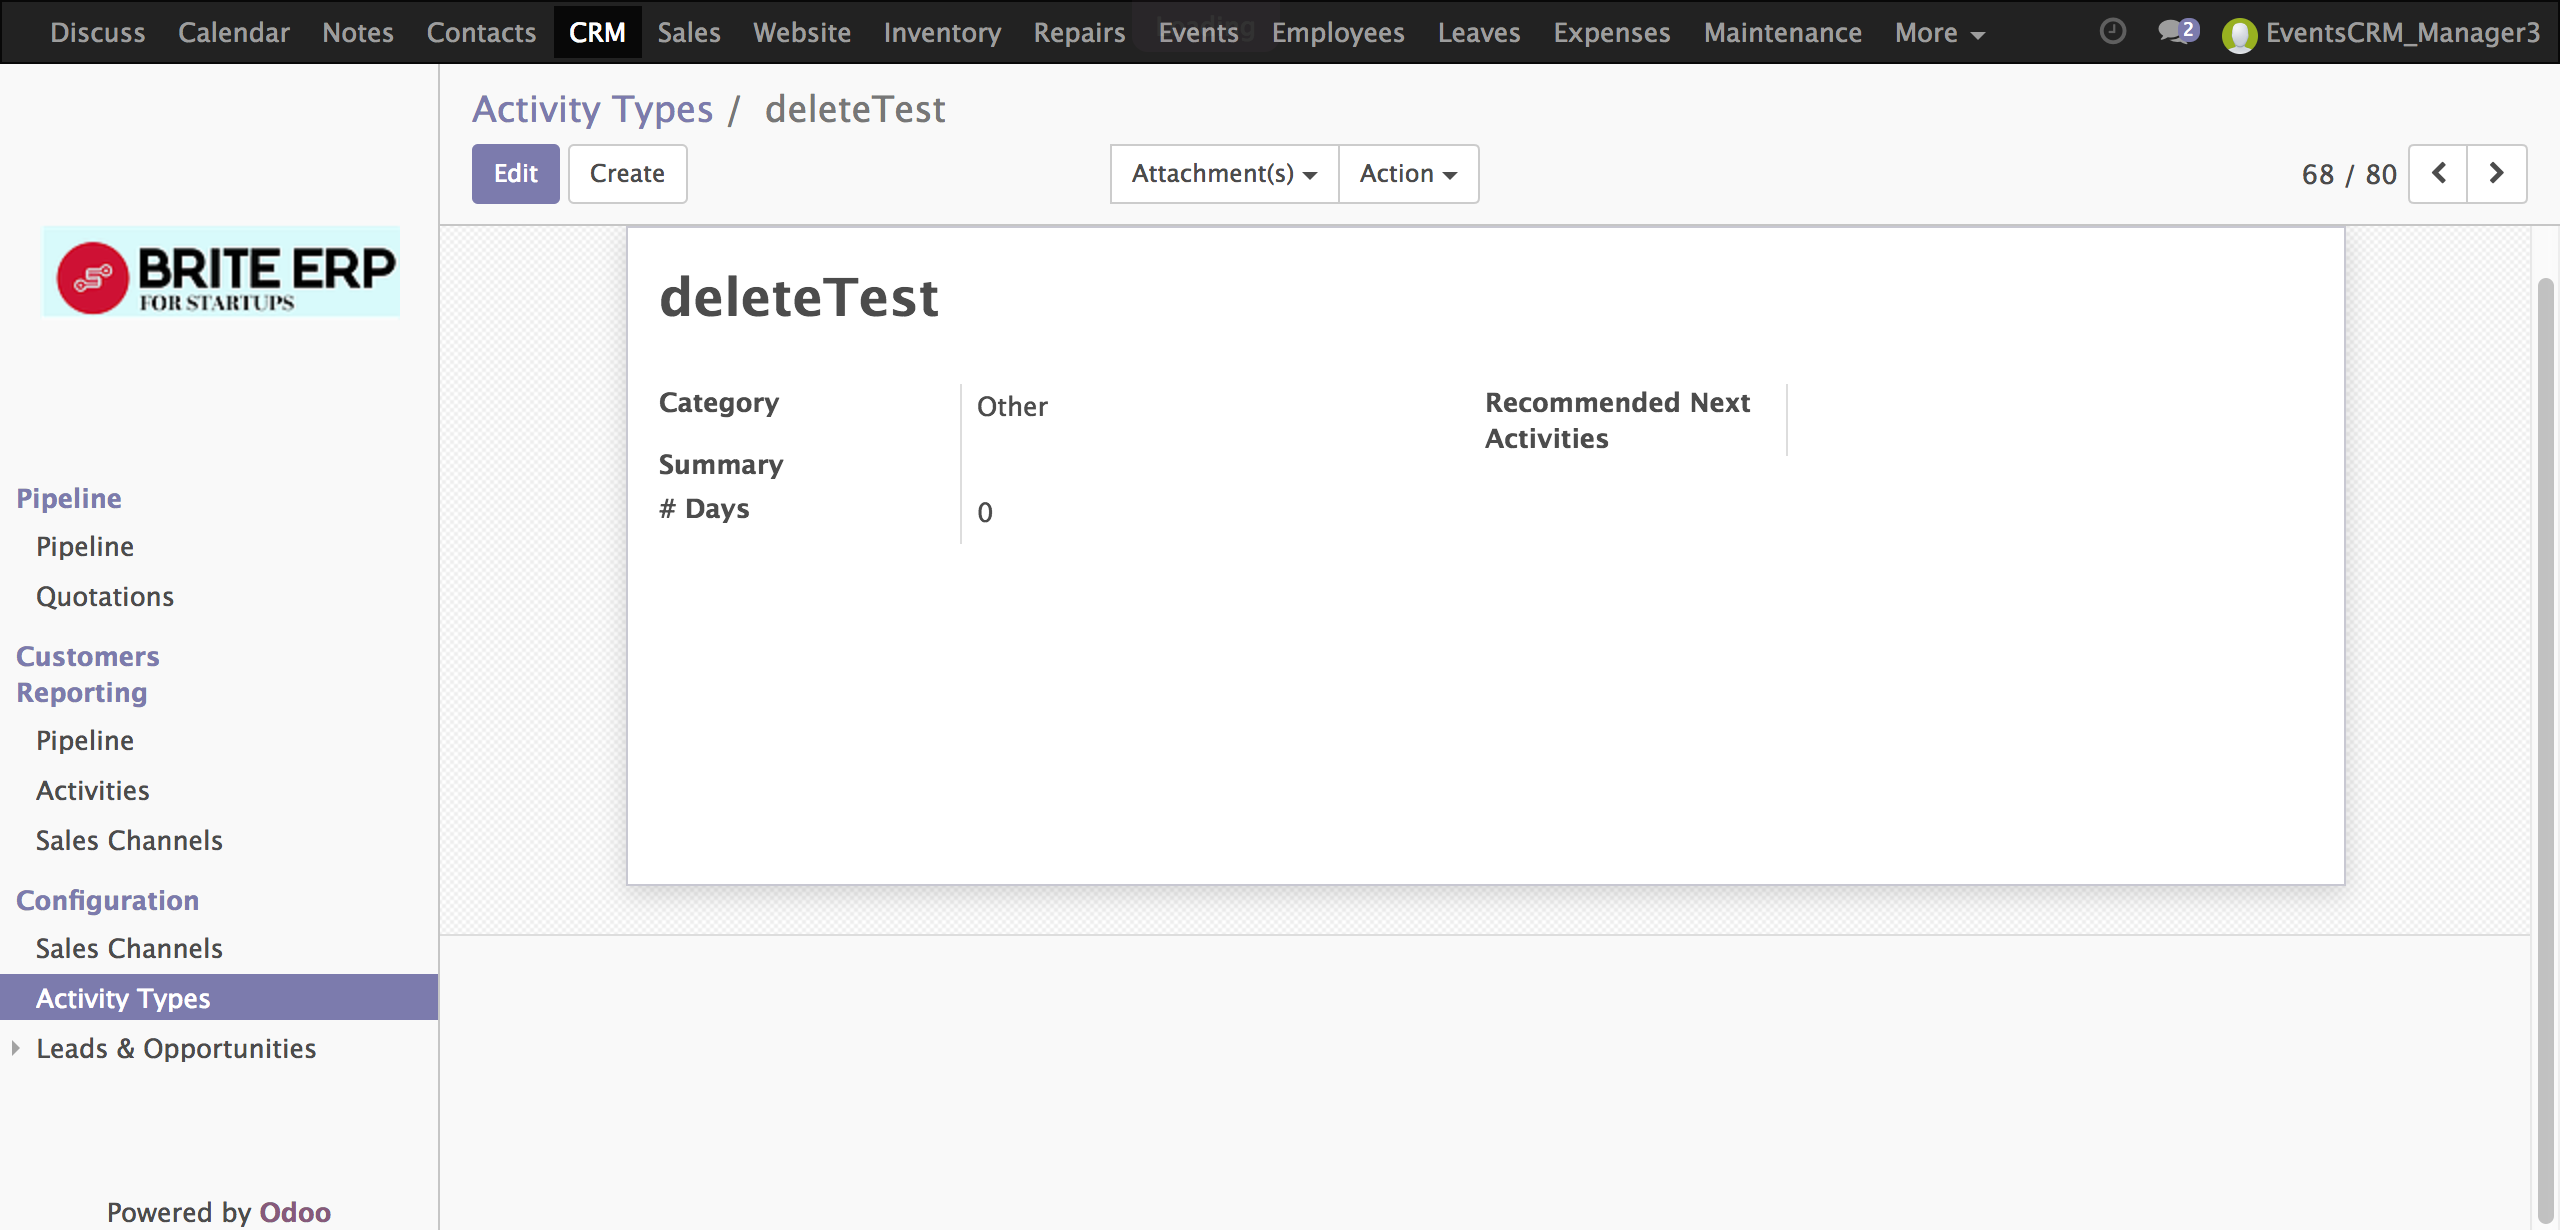 Discuss Calendar Notes Contacts CRM Sales Website Inventory Repairs Events Employees Leaves Expenses Maintenance More 2 EventsCRM_Manager3
Activity Types / deleteTest
Edit Create Attachment(s) Action 68 / 80
BRITE ERP
FOR STARTUPS
deleteTest
Category Other
Recommended Next
Activities
Summary
# Days 0
Pipeline
Pipeline
Quotations
Customers
Reporting
Pipeline
Activities
Sales Channels
Configuration
Sales Channels
Activity Types
Leads & Opportunities
Powered by Odoo